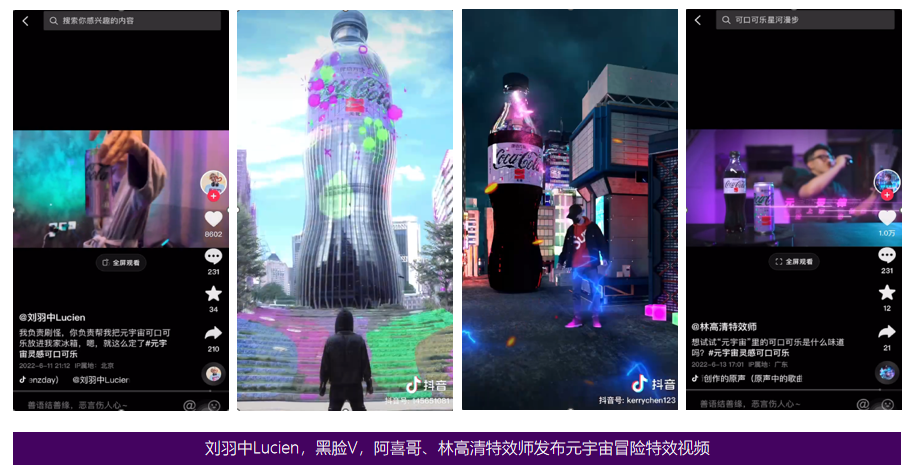 搜索你感兴趣的内容
8602
全屏观看
231
34
@刘羽中Lucien
我负责刷怪，你负责帮我把元宇宙可口可
乐放进我家冰箱，嗯，就这么定了#元宇
宙灵感可口可乐
210
2022-6-11 21:12 IP属地：北京
nzday） @刘羽中Lucien
善语结善缘，恶言伤人心~
抖音
抖音号: 145651081
Coca-Cola
抖音
抖音号: kerrychen123
可口可乐星河漫步
1.0万
全屏观看
231
12
@林高清特效师
想试试“元宇宙”里的可口可乐是什么味道
吗？#元宇宙灵感可口可乐
21
2022-6-13 17:01 IP属地：广东
创作的原声（原声中的歌曲
善语结善缘，恶言伤人心~
刘羽中Lucien，黑脸V，阿喜哥、林高清特效师发布元宇宙冒险特效视频